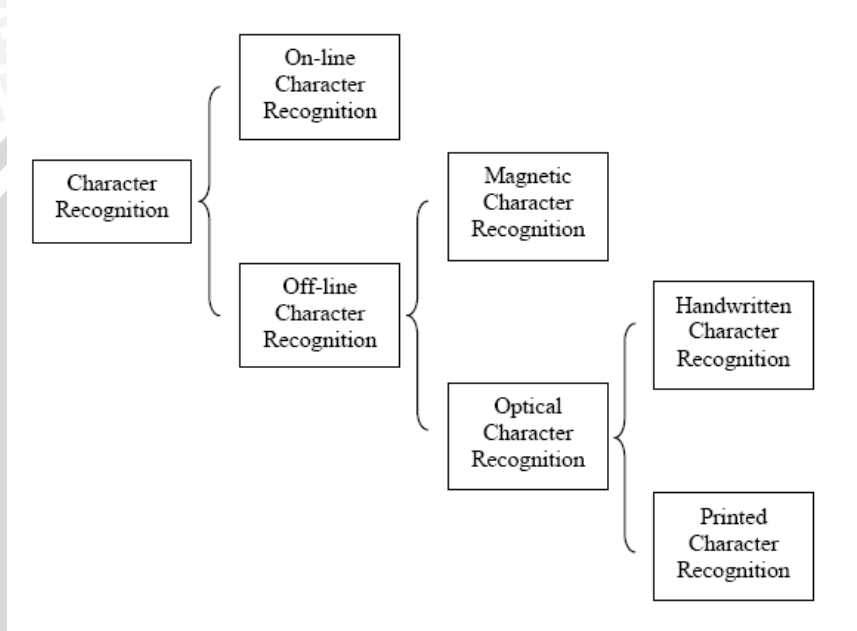 On-line
Character
Recognition
Character
Recognition
Magnetic
Character
Recognition
Off-line
Character
Recognition
Handwritten
Character
Recognition
Optical
Character
Recognition
Printed
Character
Recognition